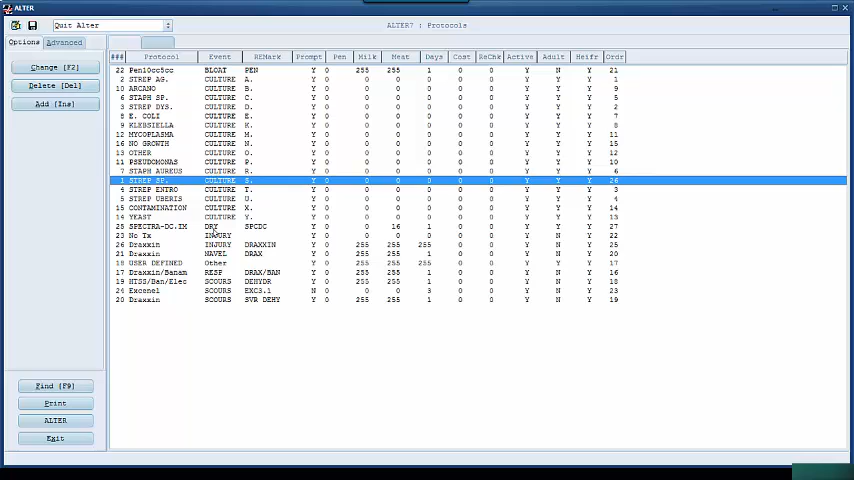 ALTER
Quit Alter
ALTER7 : Protocols
Options Advanced
### Protocol Event REMark Prompt Pen Milk Meat Days Cost ReChk Active Adult Heifr Ordr
Change [F2]
Delete [Del]
Add [Ins]
22 Pen10cc5cc BLOAT PEN Y 0 255 255 1 0 0 Y N Y 21
2 STREP AG. CULTURE A. Y 0 0 0 0 0 0 Y Y Y 1
10 ARCANO CULTURE B. Y 0 0 0 0 0 0 Y Y Y 9
6 STAPH SP. CULTURE C. Y 0 0 0 0 0 0 Y Y Y 5
3 STREP DYS. CULTURE D. Y 0 0 0 0 0 0 Y Y Y 2
8 E. COLI CULTURE E. Y 0 0 0 0 0 0 Y Y Y 7
9 KLEBSIELLA CULTURE K. Y 0 0 0 0 0 0 Y Y Y 8
12 MYCOPLASMA CULTURE M. Y 0 0 0 0 0 0 Y Y Y 11
16 NO GROWTH CULTURE N. Y 0 0 0 0 0 0 Y Y Y 15
13 OTHER CULTURE O. Y 0 0 0 0 0 0 Y Y Y 12
11 PSEUDOMONAS CULTURE P. Y 0 0 0 0 0 0 Y Y Y 10
7 STAPH AUREUS CULTURE R. Y 0 0 0 0 0 0 Y Y Y 6
1 STREP SP. CULTURE S. Y 0 0 0 0 0 0 Y Y Y 26
4 STREP ENTRO CULTURE T. Y 0 0 0 0 0 0 Y Y Y 3
5 STREP UBERIS CULTURE U. Y 0 0 0 0 0 0 Y Y Y 4
15 CONTAMINATION CULTURE X. Y 0 0 0 0 0 0 Y Y Y 14
14 YEAST CULTURE Y. Y 0 0 0 0 0 0 Y Y Y 13
SPECTRA-DC.IM DRY SPCDC Y 0 0 16 1 0 0 Y Y Y 27
23 No Tx INJURY Y 0 0 0 0 0 0 Y N Y 22
26 Draxxin INJURY DRAXXIN Y 0 255 255 255 0 0 Y N Y 25
21 Draxxin NAVEL DRAX Y 0 255 255 1 0 0 Y N Y 20
18 USER DEFINED Other Y 0 255 255 255 0 0 Y Y Y 17
17 Draxxin/Banam RESP DRAX/BAN Y 0 255 255 1 0 0 Y N Y 16
19 HTSS/Ban/Elec SCOURS DEHYDR Y 0 255 255 1 0 0 Y N Y 18
24 Excenel SCOURS EXCS.1 N 0 0 0 3 0 0 Y N Y 23
20 Draxxin SCOURS SVR DEHY Y 0 255 255 1 0 0 Y N Y 19
Find [F9]
Print
ALTER
Exit